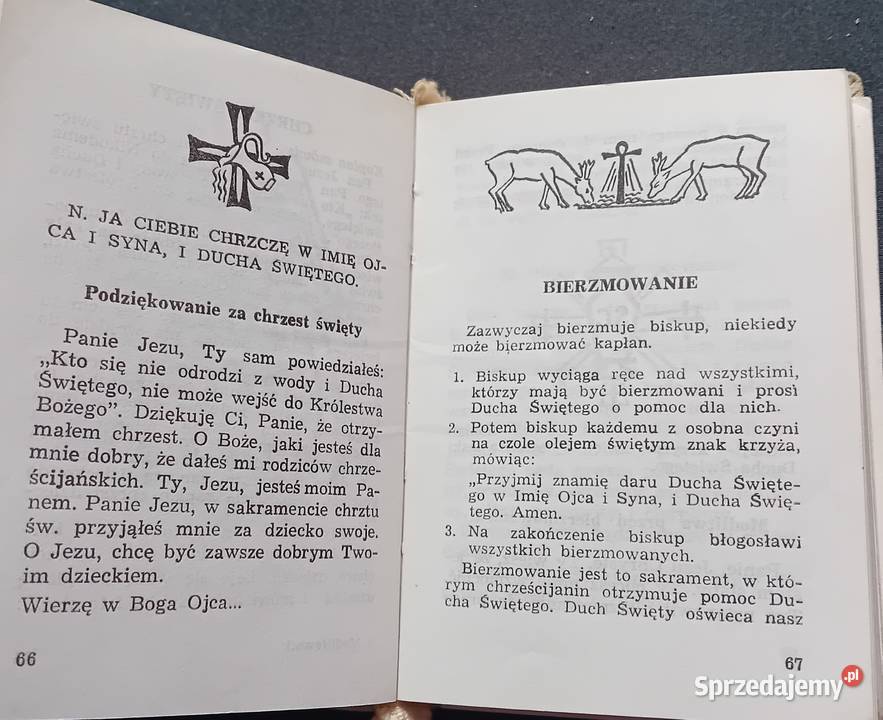 N. JA CIEBIE CHRZCZĘ W IMIĘ OJ-
CA I SYNA, I DUCHA ŚWIĘTEGO.
Podziękowanie za chrzest święty
Panie Jezu, Ty sam powiedziałeś:
„Kto się nie odrodzi z wody i Ducha
Świętego, nie może wejść do Królestwa
Bożego”. Dziękuję Ci, Panie, że otrzy-
małem chrzest. O Boże, jaki jesteś dla
mnie dobry, że dałeś mi rodziców chrze-
ścijańskich. Ty, Jezu, jesteś moim Pa-
nem. Panie Jezu, w sakramencie chrztu
św. przyjąłeś mnie za dziecko swoje.
O Jezu, chcę być zawsze dobrym Two-
im dzieckiem.
Wierzę w Boga Ojca...
66
BIERZMOWANIE
Zazwyczaj bierzmuje biskup, niekiedy
może bierzmować kapłan.
1. Biskup wyciąga ręce nad wszystkimi,
którzy mają być bierzmowani i prosi
Ducha Świętego o pomoc dla nich.
2. Potem biskup każdemu z osobna czyni
na czole olejem świętym znak krzyża,
mówiąc:
„Przyjmij znamię daru Ducha Święte-
go w Imię Ojca i Syna, i Ducha Świę-
tego. Amen.
3. Na zakończenie biskup błogosławi
wszystkich bierzmowanych.
Bierzmowanie jest to sakrament, w któ-
rym chrześcijanin otrzymuje pomoc Du-
cha Świętego. Duch Święty oświeca nasz
67
Sprzedajemy.pl